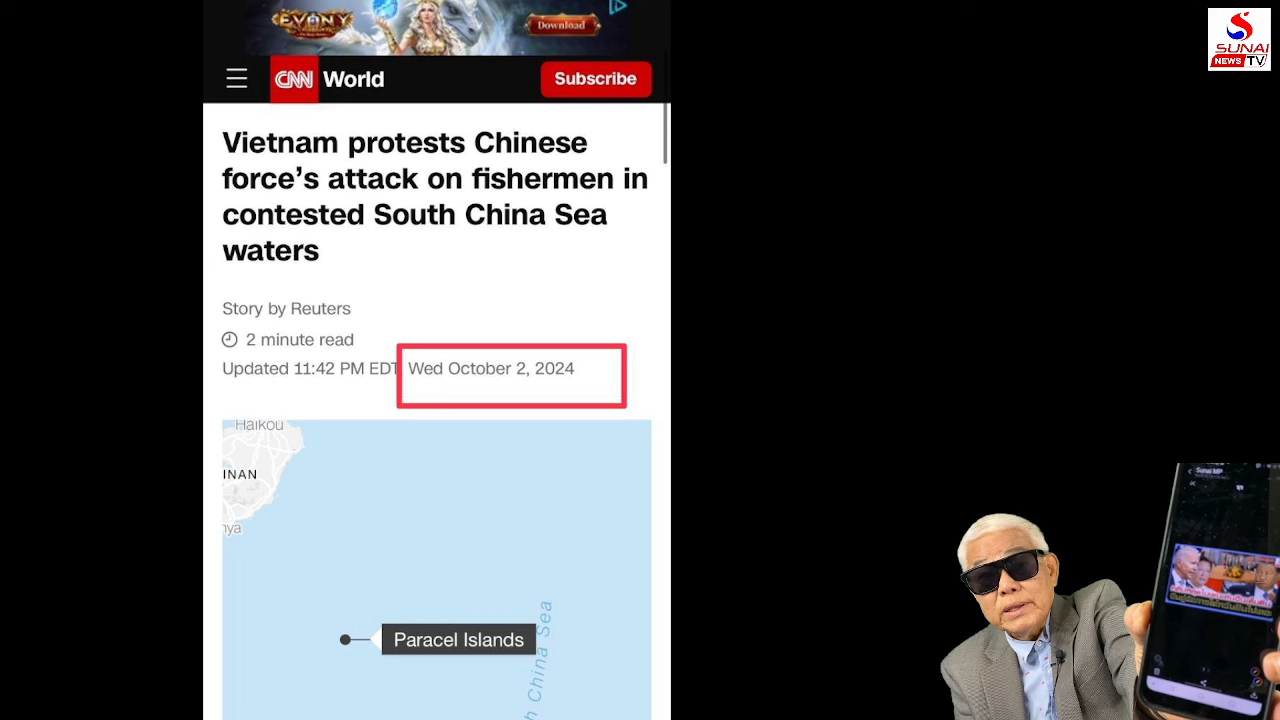 EVONY
Download
SUNAI
NEWS TV
CNN World
Subscribe
Vietnam protests Chinese
force’s attack on fishermen in
contested South China Sea
waters
Story by Reuters
2 minute read
Updated 11:42 PM EDT Wed October 2, 2024
Haikou
INAN
nya
Paracel Islands
h China Sea
Sunai MP